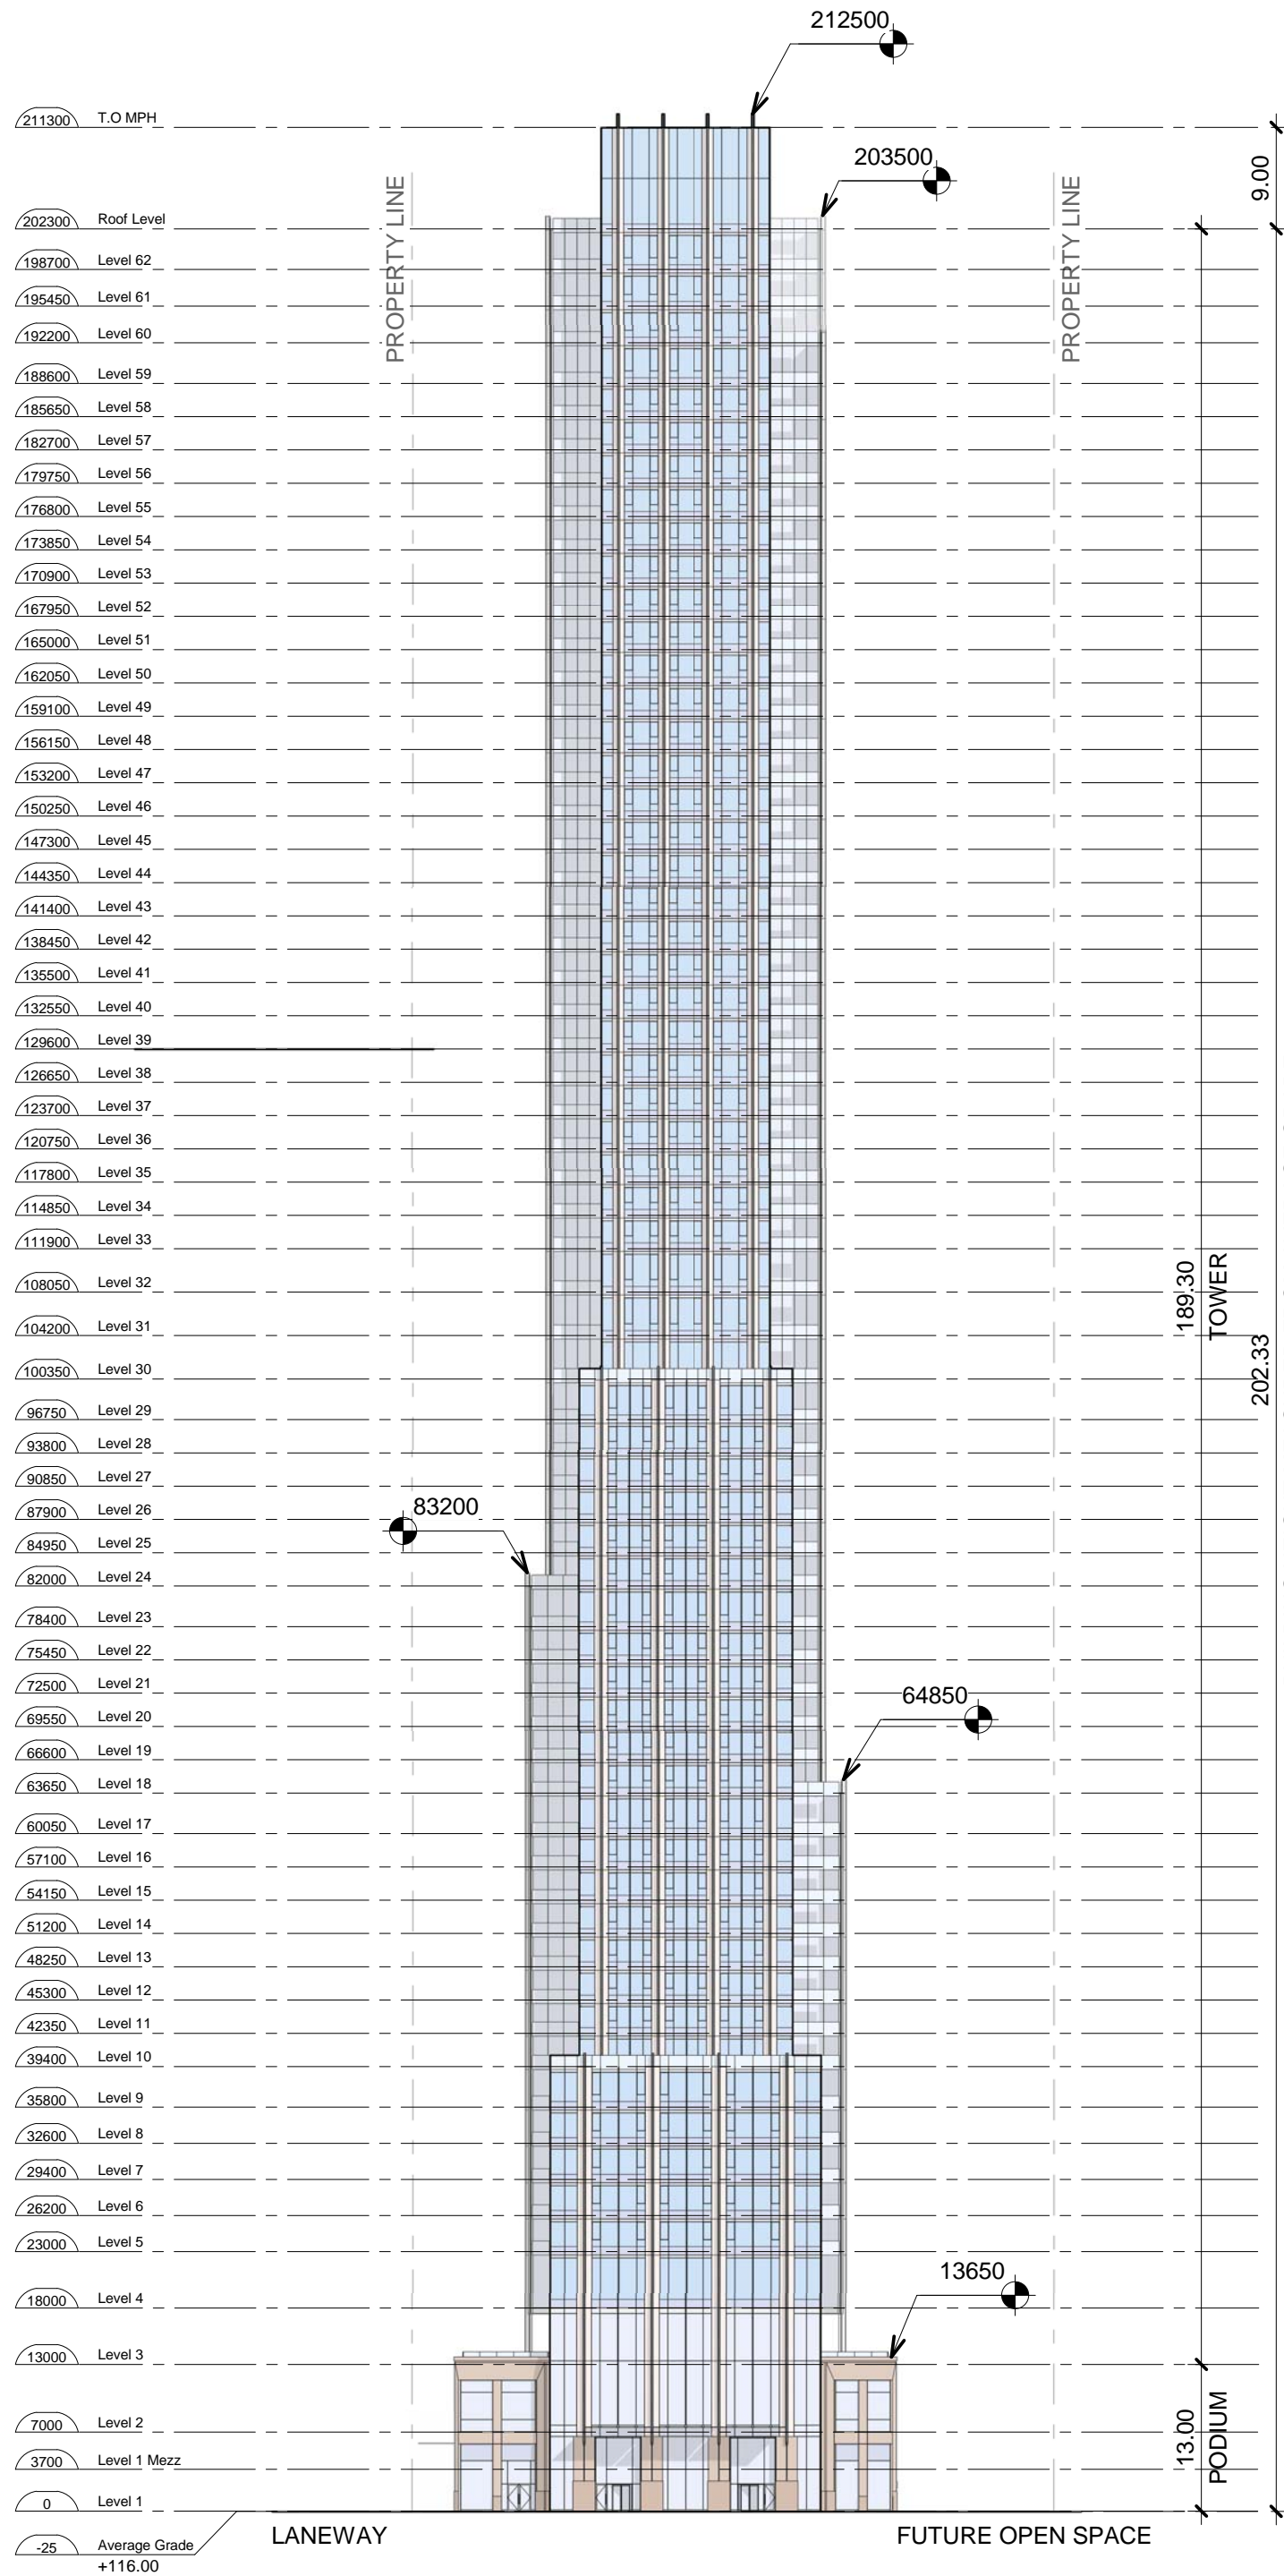 212500
211300 T.O MPH
203500
9.00
PROPERTY LINE
PROPERTY LINE
202300 Roof Level
198700 Level 62
195450 Level 61
192200 Level 60
188600 Level 59
185650 Level 58
182700 Level 57
179750 Level 56
176800 Level 55
173850 Level 54
170900 Level 53
167950 Level 52
165000 Level 51
162050 Level 50
159100 Level 49
156150 Level 48
153200 Level 47
150250 Level 46
147300 Level 45
144350 Level 44
141400 Level 43
138450 Level 42
135500 Level 41
132550 Level 40
129600 Level 39
126650 Level 38
123700 Level 37
120750 Level 36
117800 Level 35
114850 Level 34
111900 Level 33
108050 Level 32
189.30
TOWER
104200 Level 31
202.33
100350 Level 30
96750 Level 29
93800 Level 28
90850 Level 27
87900 Level 26
83200
84950 Level 25
82000 Level 24
78400 Level 23
75450 Level 22
72500 Level 21
64850
69550 Level 20
66600 Level 19
63650 Level 18
60050 Level 17
57100 Level 16
54150 Level 15
51200 Level 14
48250 Level 13
45300 Level 12
42350 Level 11
39400 Level 10
35800 Level 9
32600 Level 8
29400 Level 7
26200 Level 6
23000 Level 5
13650
18000 Level 4
13000 Level 3
7000 Level 2
13.00
PODIUM
3700 Level 1 Mezz
0 Level 1
LANEWAY
FUTURE OPEN SPACE
-25 Average Grade
+116.00